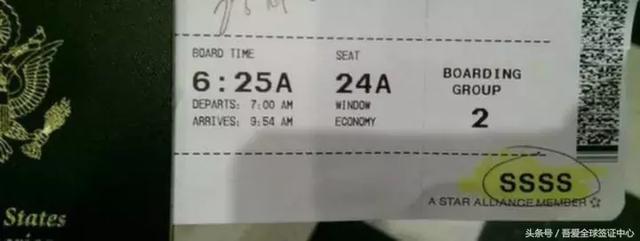 BOARD TIME
SEAT
6:25A
24A
BOARDING
GROUP
2
DEPARTS: 7:00 AM
WINDOW
ARRIVES: 9:54 AM
ECONOMY
SSSS
A STAR ALLIANCE MEMBER
States
头条号 / 吾爱全球签证中心